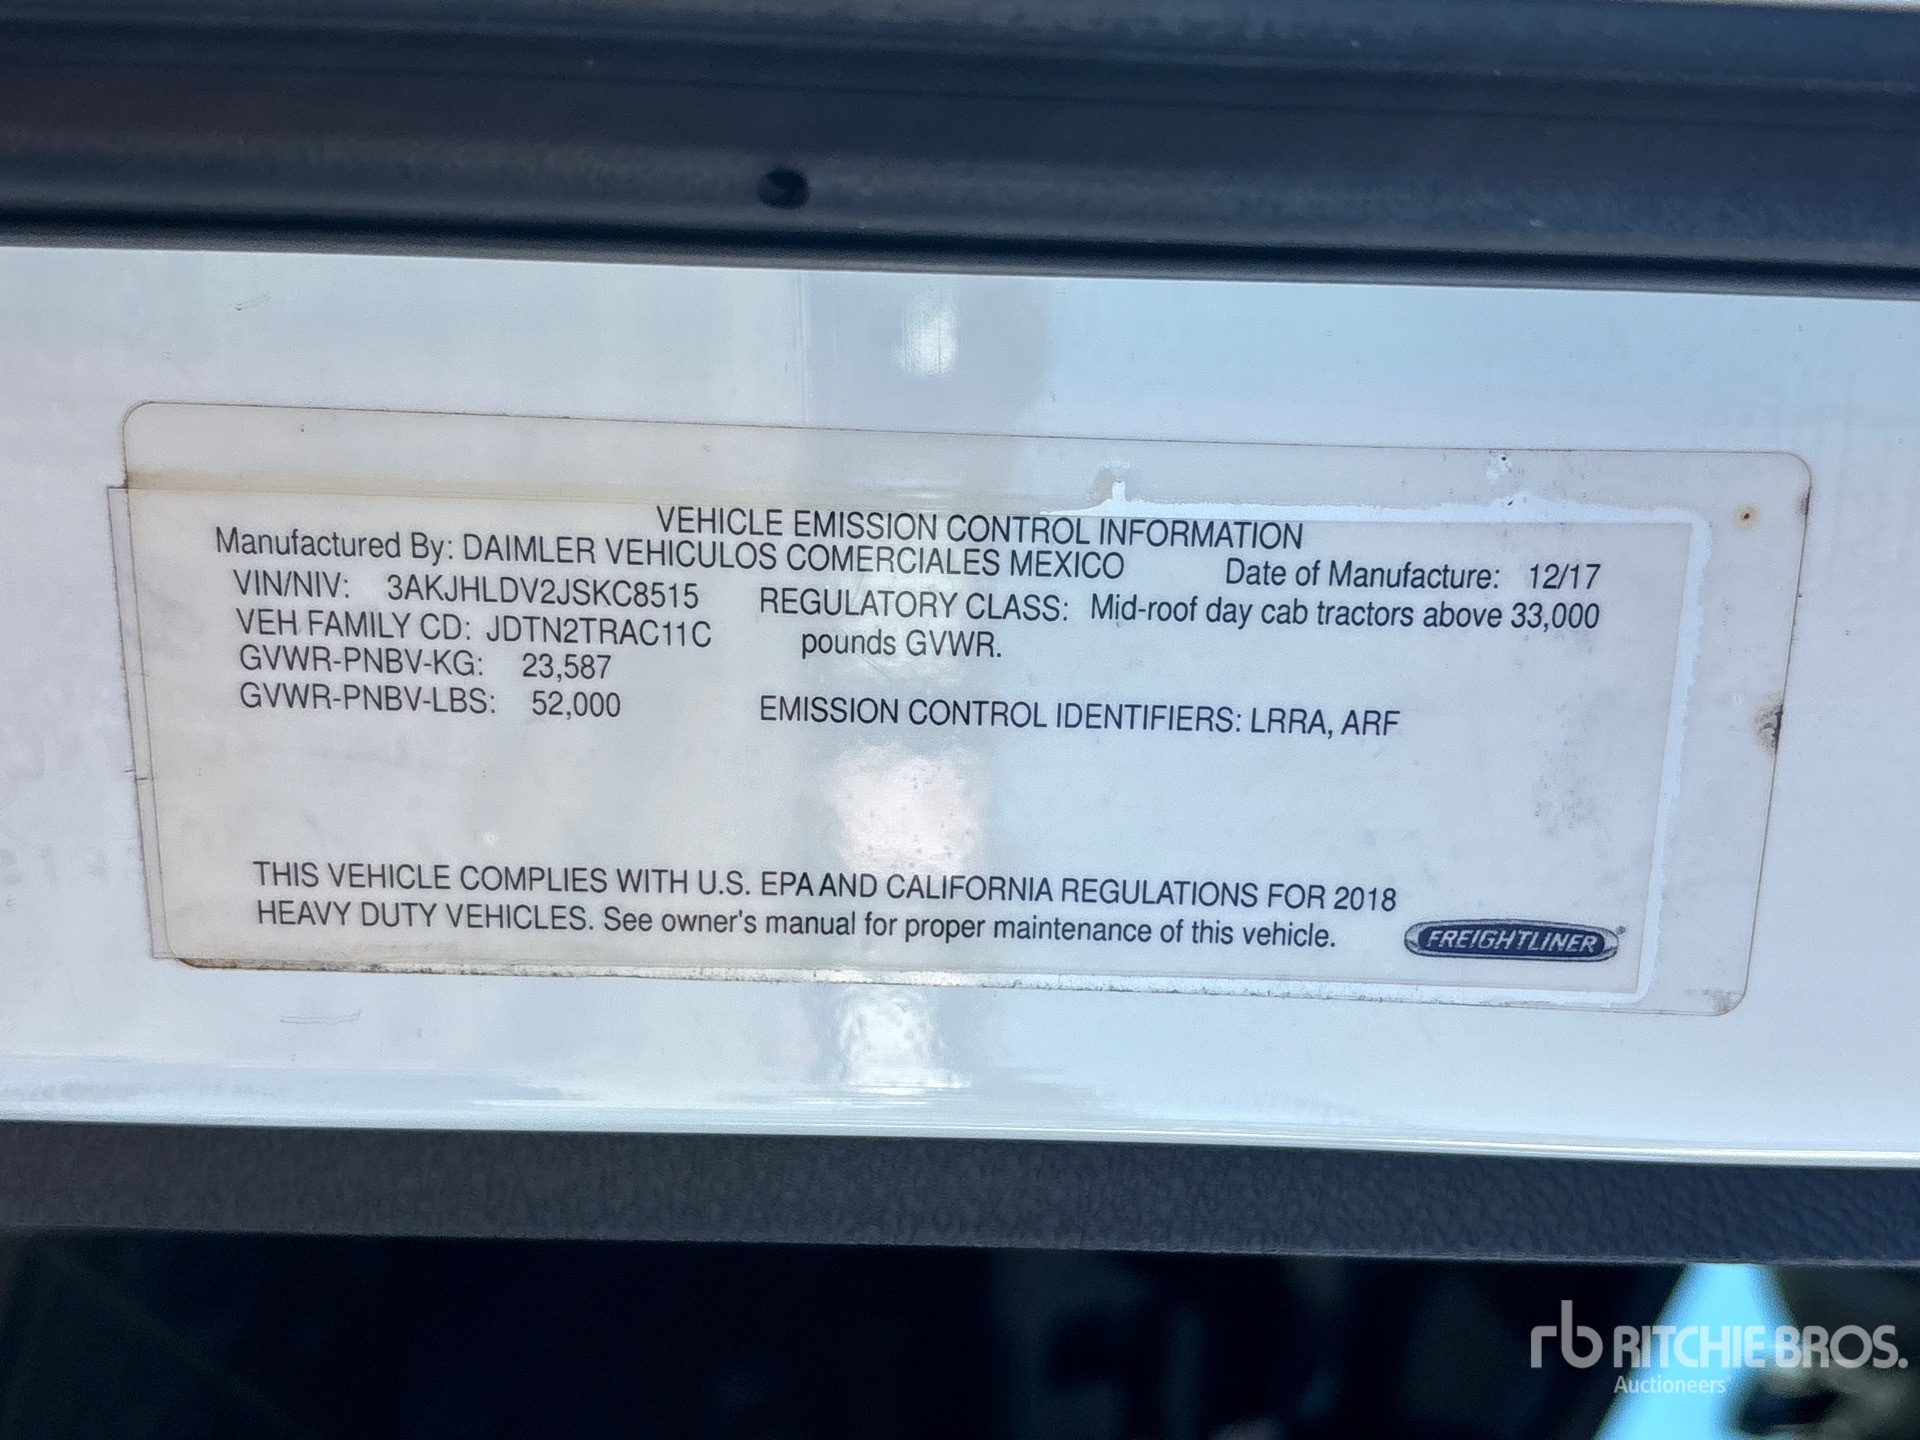 VEHICLE EMISSION CONTROL INFORMATION
Manufactured By: DAIMLER VEHICULOS COMERCIALES MEXICO Date of Manufacture: 12/17
VIN/NIV: 3AKJHLDV2JSKC8515
VEH FAMILY CD: JDTN2TRAC11C
GVWR-PNBV-KG: 23,587
GVWR-PNBV-LBS: 52,000
REGULATORY CLASS: Mid-roof day cab tractors above 33,000
pounds GVWR.
EMISSION CONTROL IDENTIFIERS: LRRA, ARF
THIS VEHICLE COMPLIES WITH U.S. EPA AND CALIFORNIA REGULATIONS FOR 2018
HEAVY DUTY VEHICLES. See owner's manual for proper maintenance of this vehicle.
FREIGHTLINER®
rb RITCHIE BROS.
Auctioneers